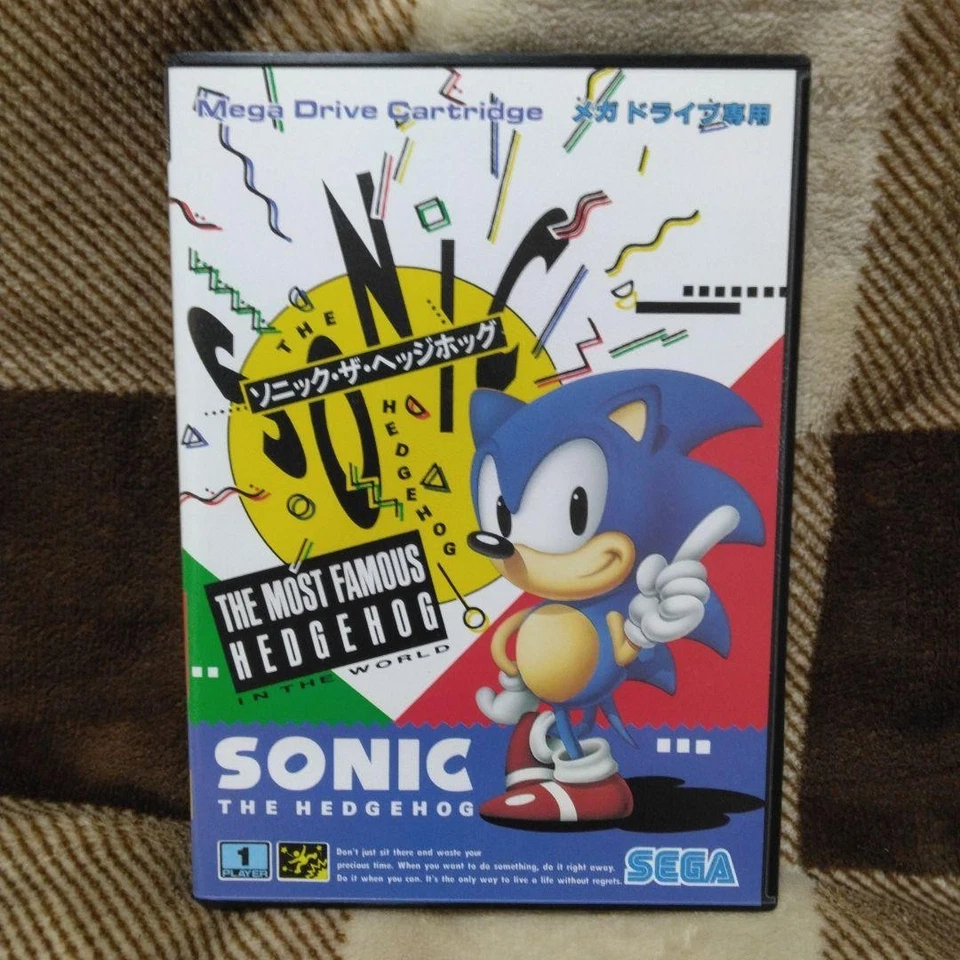 Mega Drive Cartridge メガドライブ専用
SONIC
THE
ソニック・ザ・ヘッジホッグ
HEDGEHOG
THE MOST FAMOUS
HEDGEHOG
IN THE WORLD
SONIC
THE HEDGEHOG
1
PLAYER
Don't just sit there and waste your
precious time. When you want to do something, do it right away.
Do it when you can. It's the only way to live a life without regrets.
SEGA